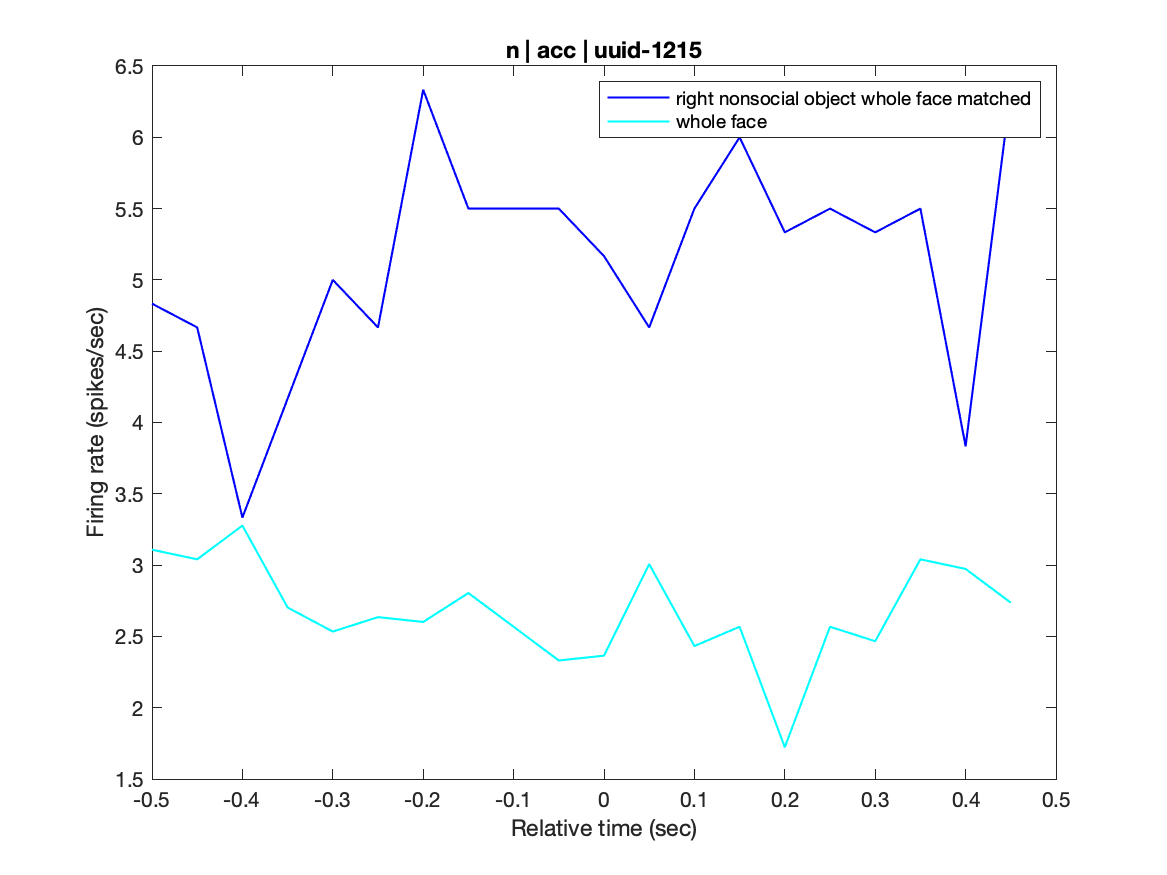 n | acc | uuid-1215
right nonsocial object whole face matched
whole face
Firing rate (spikes/sec)
6.5
6
5.5
5
4.5
4
3.5
3
2.5
2
1.5
-0.5 -0.4 -0.3 -0.2 -0.1 0 0.1 0.2 0.3 0.4 0.5
Relative time (sec)